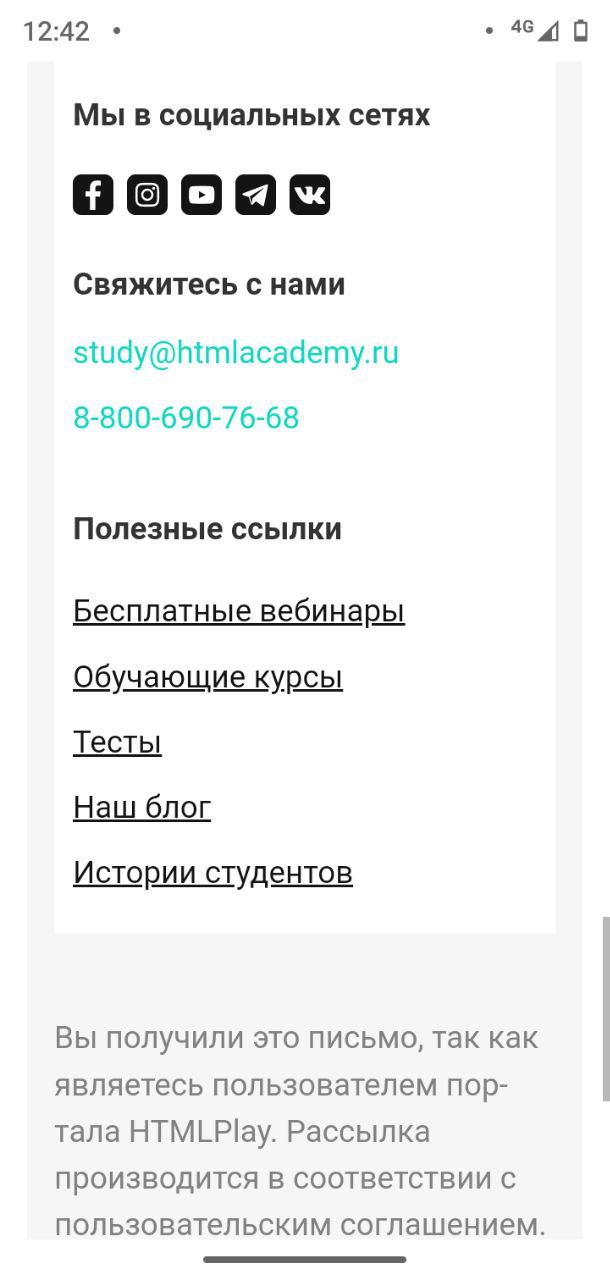 12:42
4G
Мы в социальных сетях
Свяжитесь с нами
study@htmlacademy.ru
8-800-690-76-68
Полезные ссылки
Бесплатные вебинары
Обучающие курсы
Тесты
Наш блог
Истории студентов
Вы получили это письмо, так как
являетесь пользователем пор-
тала HTMLPlay. Рассылка
производится в соответствии с
пользовательским соглашением.